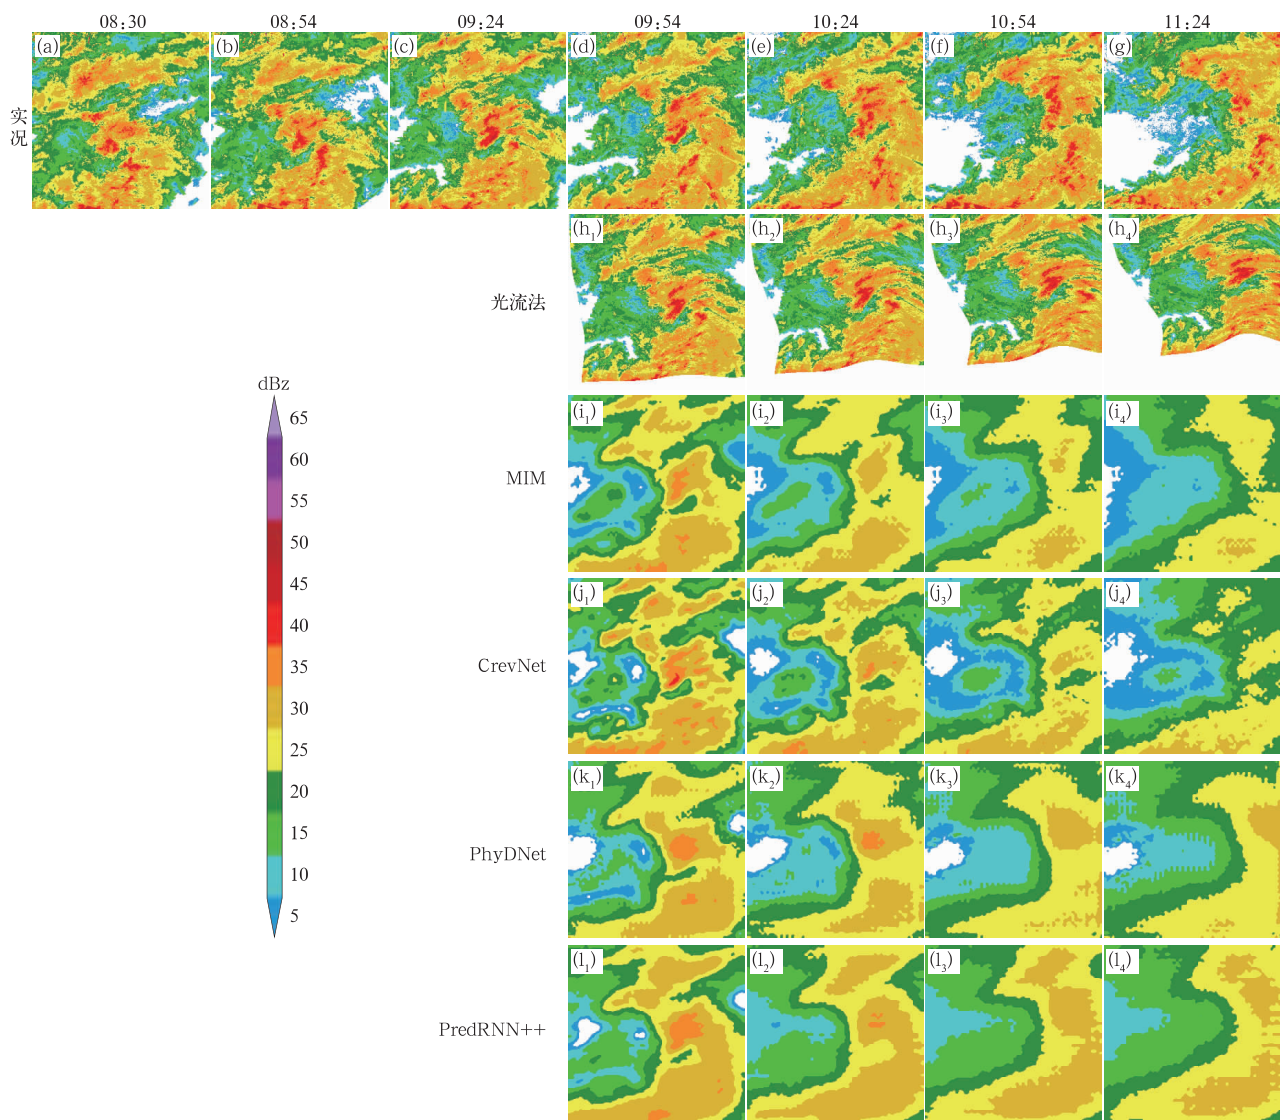 08:30 08:54 09:24 09:54 10:24 10:54 11:24
(a) (b) (c) (d) (e) (f) (g)
实况
(h₁) (h₂) (h₃) (h₄)
光流法
dBz
65
60
55
50
45
40
35
30
25
20
15
10
5
(i₁) (i₂) (i₃) (i₄)
MIM
(j₁) (j₂) (j₃) (j₄)
CrevNet
(k₁) (k₂) (k₃) (k₄)
PhyDNet
(l₁) (l₂) (l₃) (l₄)
PredRNN++